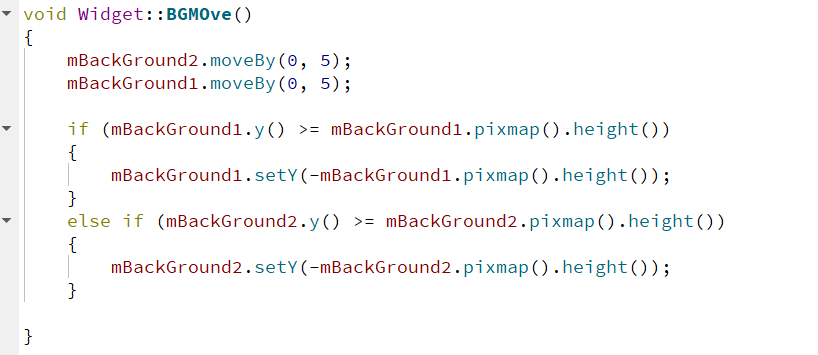 void Widget::BGMOve()
{
    mBackGround2.moveBy(0, 5);
    mBackGround1.moveBy(0, 5);

    if (mBackGround1.y() >= mBackGround1.pixmap().height())
    {
        mBackGround1.setY(-mBackGround1.pixmap().height());
    }
    else if (mBackGround2.y() >= mBackGround2.pixmap().height())
    {
        mBackGround2.setY(-mBackGround2.pixmap().height());
    }

}